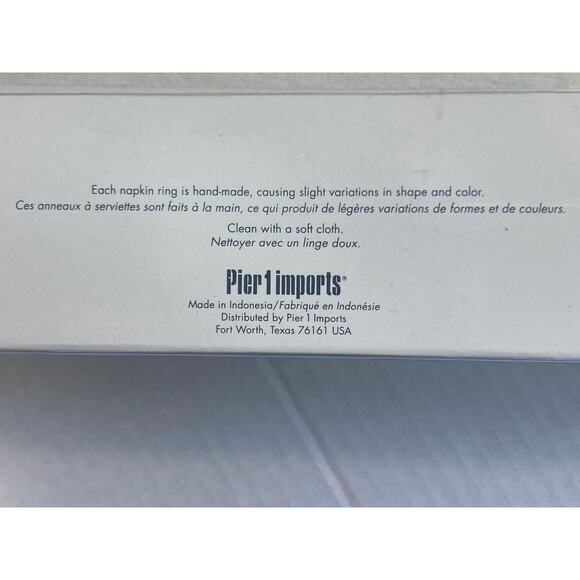 Each napkin ring is hand-made, causing slight variations in shape and color.
Ces anneaux à serviettes sont faits à la main, ce qui produit de légères variations de formes et de couleurs.
Clean with a soft cloth.
Nettoyer avec un linge doux.
Pier 1 imports®
Made in Indonesia/Fabriqué en Indonésie
Distributed by Pier 1 Imports
Fort Worth, Texas 76161 USA